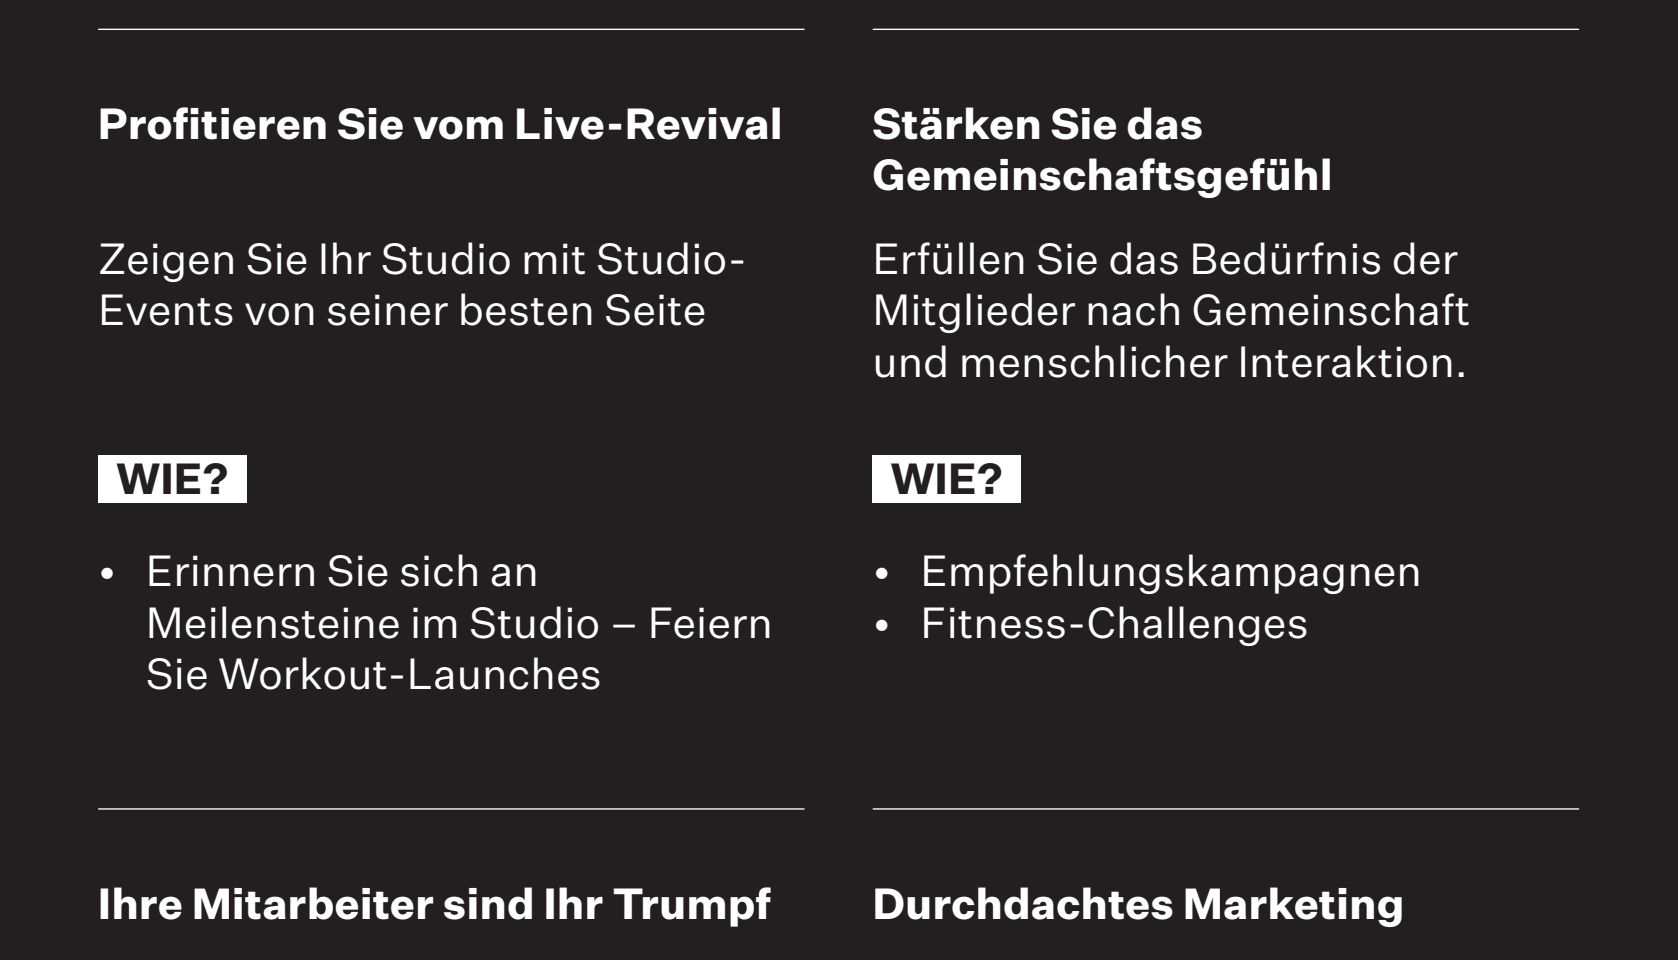 Profitieren Sie vom Live-Revival
Zeigen Sie Ihr Studio mit Studio-
Events von seiner besten Seite
WIE?
• Erinnern Sie sich an
Meilensteine im Studio – Feiern
Sie Workout-Launches
Stärken Sie das
Gemeinschaftsgefühl
Erfüllen Sie das Bedürfnis der
Mitglieder nach Gemeinschaft
und menschlicher Interaktion.
WIE?
• Empfehlungskampagnen
• Fitness-Challenges
Ihre Mitarbeiter sind Ihr Trumpf
Durchdachtes Marketing